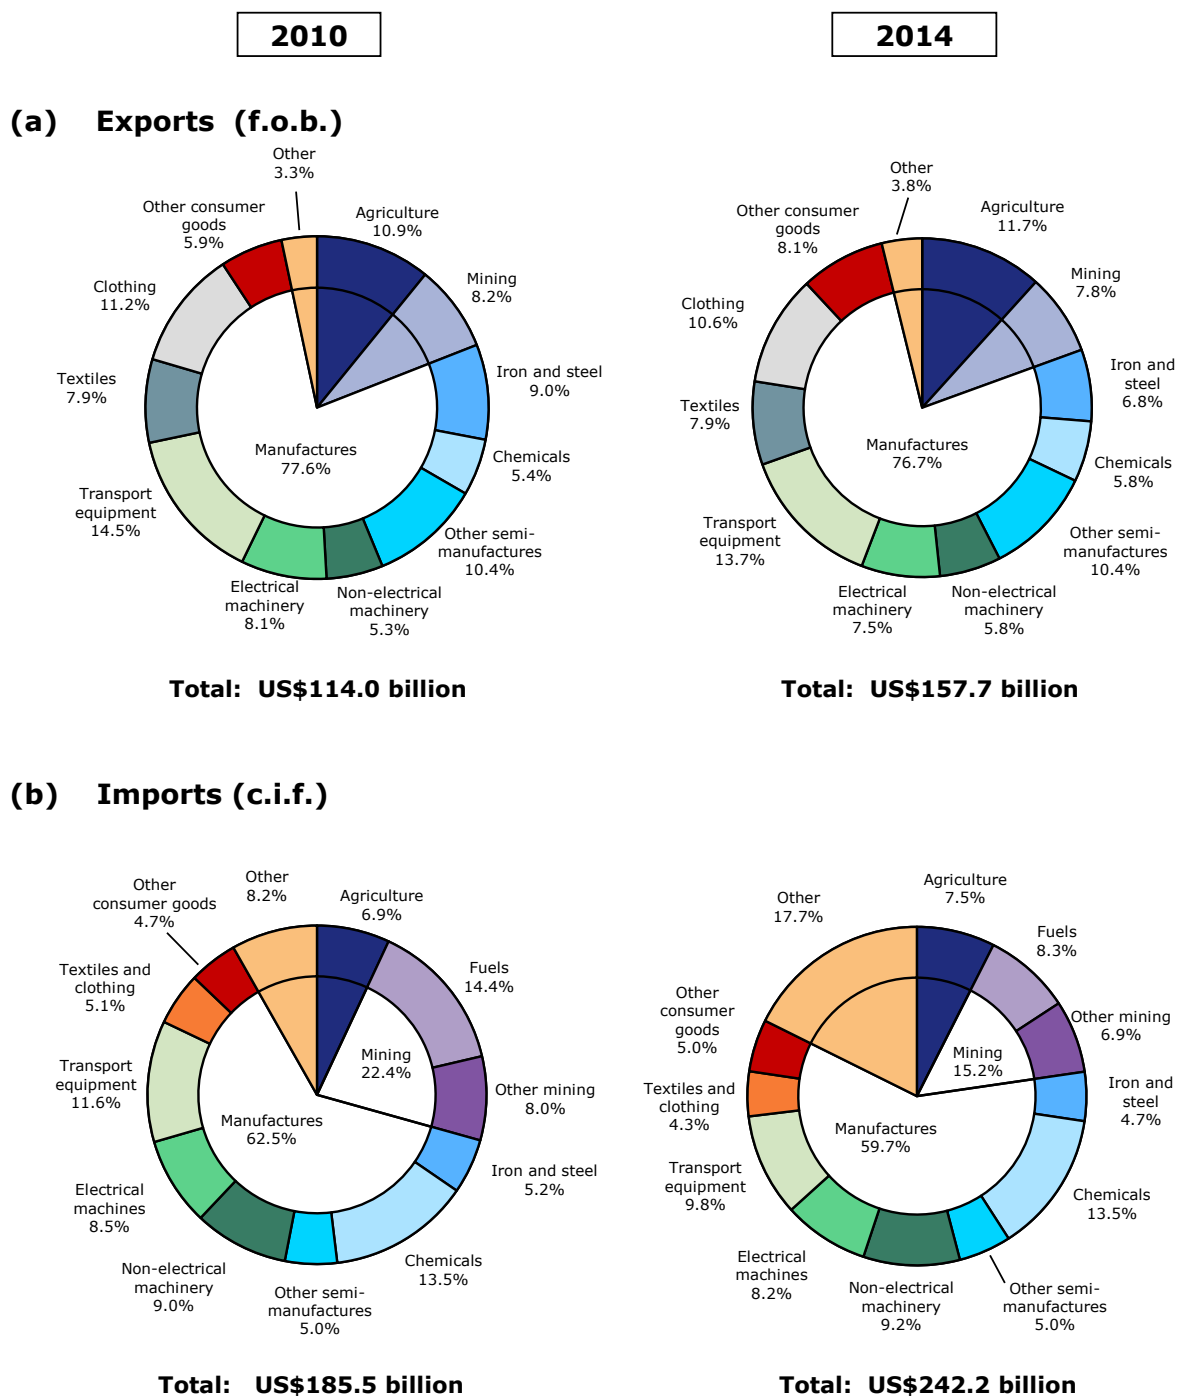 2010
2014
(a) Exports (f.o.b.)
Other
3.3%
Agriculture
10.9%
Mining
8.2%
Iron and steel
9.0%
Chemicals
5.4%
Other semi-
manufactures
10.4%
Non-electrical
machinery
5.3%
Electrical
machinery
8.1%
Transport
equipment
14.5%
Textiles
7.9%
Clothing
11.2%
Other consumer
goods
5.9%
Manufactures
77.6%
Total: US$114.0 billion
Other
3.8%
Agriculture
11.7%
Mining
7.8%
Iron and
steel
6.8%
Chemicals
5.8%
Other semi-
manufactures
10.4%
Non-electrical
machinery
5.8%
Electrical
machinery
7.5%
Transport
equipment
13.7%
Textiles
7.9%
Clothing
10.6%
Other consumer
goods
8.1%
Manufactures
76.7%
Total: US$157.7 billion
(b) Imports (c.i.f.)
Other
8.2%
Agriculture
6.9%
Fuels
14.4%
Mining
22.4%
Other mining
8.0%
Iron and steel
5.2%
Chemicals
13.5%
Other semi-
manufactures
5.0%
Non-electrical
machinery
9.0%
Electrical
machines
8.5%
Transport
equipment
11.6%
Textiles and
clothing
5.1%
Other
consumer goods
4.7%
Manufactures
62.5%
Total: US$185.5 billion
Other
17.7%
Agriculture
7.5%
Fuels
8.3%
Mining
15.2%
Other mining
6.9%
Iron and
steel
4.7%
Chemicals
13.5%
Other semi-
manufactures
5.0%
Non-electrical
machinery
9.2%
Electrical
machines
8.2%
Transport
equipment
9.8%
Textiles and
clothing
4.3%
Other
consumer
goods
5.0%
Manufactures
59.7%
Total: US$242.2 billion